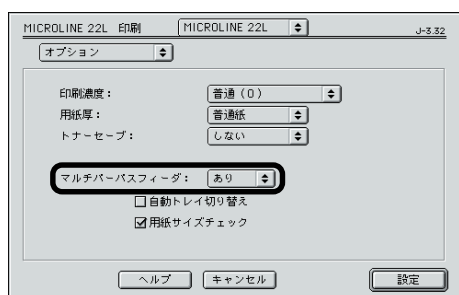 MICROLINE 22L 印刷 MICROLINE 22L J-3.32
オプション
印刷濃度： 普通（0）
用紙厚： 普通紙
トナーセーブ： しない
マルチパーパスフィーダ： あり
自動トレイ切り替え
用紙サイズチェック
ヘルプ キャンセル 設定